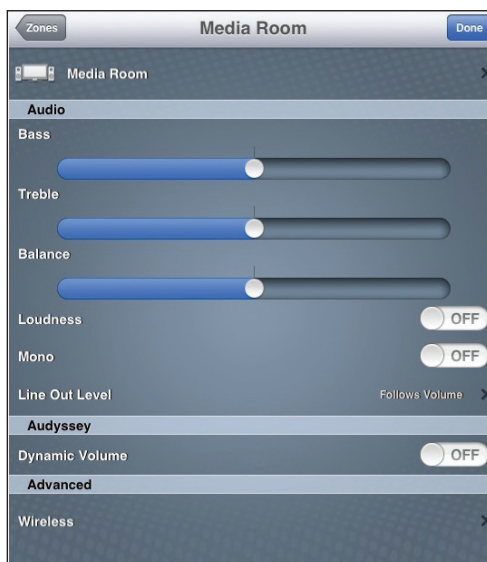 Zones Media Room Done
Media Room
Audio
Bass
Treble
Balance
Loudness OFF
Mono OFF
Line Out Level Follows Volume
Audyssey
Dynamic Volume OFF
Advanced
Wireless